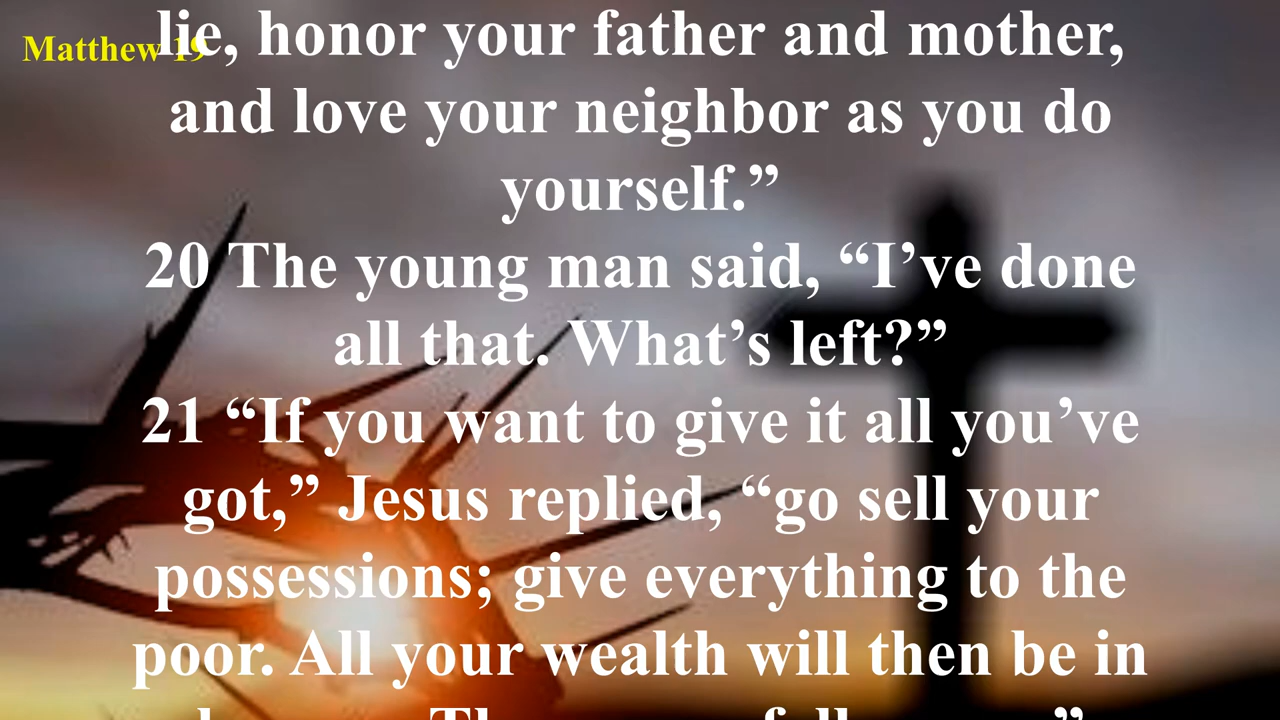 Matthew 19
lie, honor your father and mother,
and love your neighbor as you do
yourself.”
20 The young man said, “I’ve done
all that. What’s left?”
21 “If you want to give it all you’ve
got,” Jesus replied, “go sell your
possessions; give everything to the
poor. All your wealth will then be in